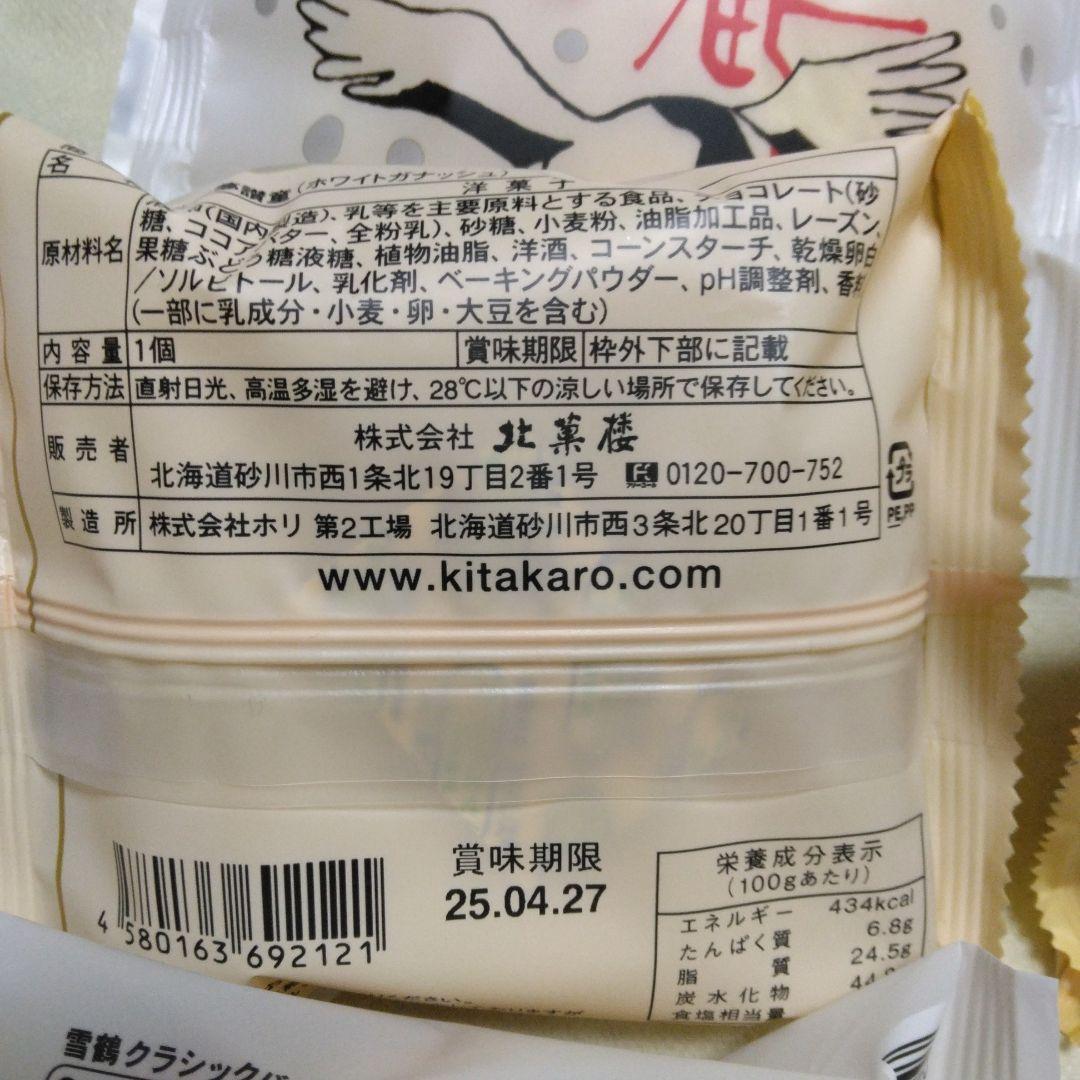 名
(ホワイトガナッシュ)
洋菓子
(国内製造)、乳等を主要原料とする食品、チョコレート(砂
原材料名
糖、ココアバター、全粉乳)、砂糖、小麦粉、油脂加工品、レーズン、
果糖ぶどう糖液糖、植物油脂、洋酒、コーンスターチ、乾燥卵白
/ソルビトール、乳化剤、ベーキングパウダー、pH調整剤、香料
(一部に乳成分・小麦・卵・大豆を含む)
内容量 1個 賞味期限 枠外下部に記載
保存方法 直射日光、高温多湿を避け、28℃以下の涼しい場所で保存してください。
販売者 株式会社 北菓楼
北海道砂川市西1条北19丁目2番1号 0120-700-752
製造所 株式会社ホリ 第2工場 北海道砂川市西3条北20丁目1番1号
プラ
PE,PP
www.kitakaro.com
賞味期限
25.04.27
4 580163 692121
栄養成分表示
(100gあたり)
エネルギー 434kcal
たんぱく質 6.8g
脂質 24.5g
炭水化物
食塩相当量
雪鶴クラシック